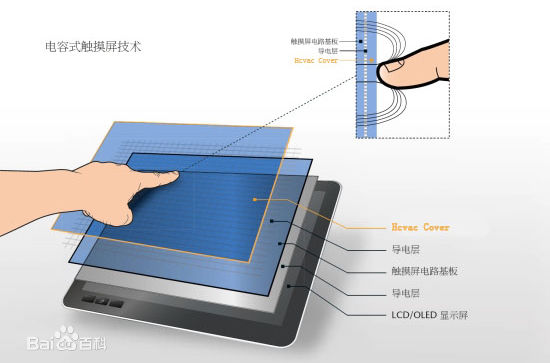 电容式触摸屏技术
触摸屏电路基板
导电层
Hcvac Cover
Hcvac Cover
导电层
触摸屏电路基板
导电层
LCD/OLED 显示屏
Bai百科